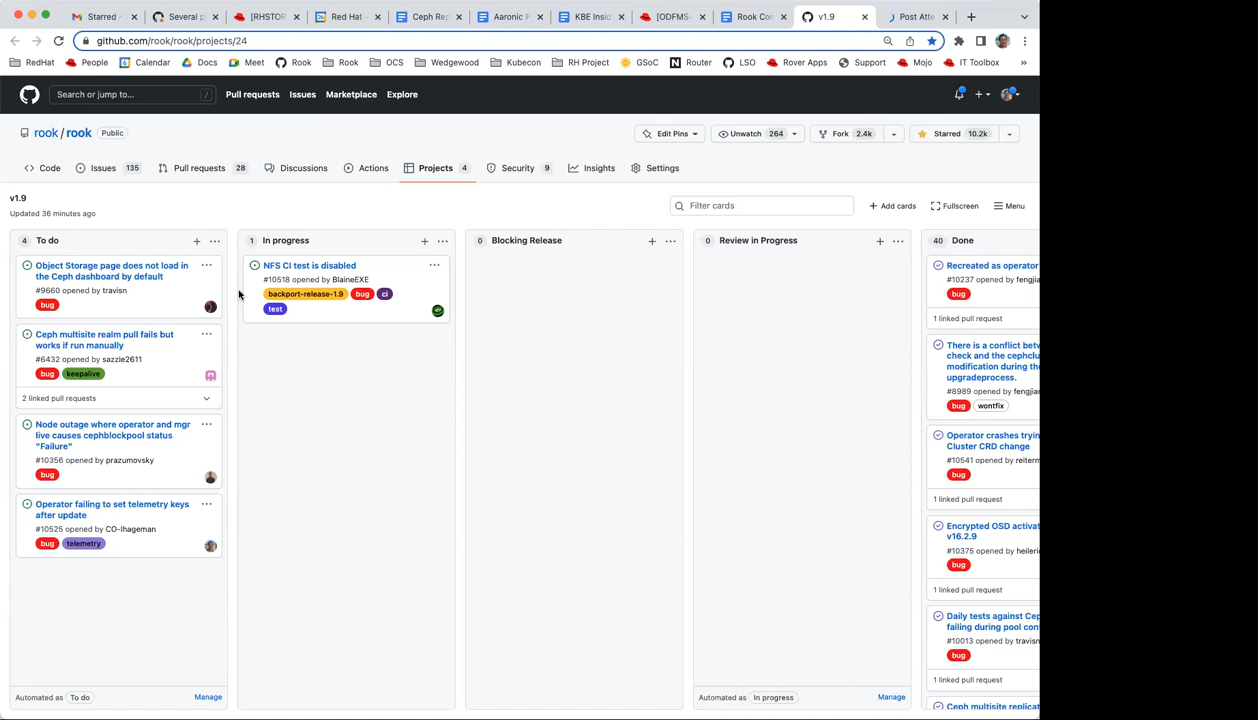 Starred -
Several p
[RHSTOR
Red Hat -
Ceph Rep
Aaronic P
KBE Insid
[ODFMS-
Rook Con
v1.9
Post Atte
github.com/rook/rook/projects/24
RedHat
People
Calendar
Docs
Meet
Rook
Rook
OCS
Wedgewood
Kubecon
RH Project
GSoC
Router
LSO
Rover Apps
Support
Mojo
IT Toolbox
»
Search or jump to...
/
Pull requests
Issues
Marketplace
Explore
rook / rook
Public
Edit Pins
Unwatch 264
Fork 2.4k
Starred 10.2k
Code
Issues 135
Pull requests 28
Discussions
Actions
Projects 4
Security 9
Insights
Settings
v1.9
Updated 36 minutes ago
Filter cards
Add cards
Fullscreen
Menu
4 To do
Object Storage page does not load in
the Ceph dashboard by default
#9660 opened by travisn
bug
Ceph multisite realm pull fails but
works if run manually
#6432 opened by sazzle2611
bug keepalive
2 linked pull requests
Node outage where operator and mgr
live causes cephblockpool status
"Failure"
#10356 opened by prazumovsky
bug
Operator failing to set telemetry keys
after update
#10525 opened by CO-lhageman
bug telemetry
Automated as To do
Manage
1 In progress
NFS CI test is disabled
#10518 opened by BlaineEXE
backport-release-1.9 bug ci
test
0 Blocking Release
0 Review in Progress
Automated as In progress
Manage
40 Done
Recreated as operator
#10237 opened by fengjia
bug
1 linked pull request
There is a conflict betv
check and the cephclu
modification during the
upgradeprocess.
#8989 opened by fengjian
bug wontfix
Operator crashes tryin
Cluster CRD change
#10541 opened by reiterm
bug
1 linked pull request
Encrypted OSD activat
v16.2.9
#10375 opened by heileric
bug
1 linked pull request
Daily tests against Cep
failing during pool con
#10013 opened by travisn
bug
1 linked pull request
Ceph multisite replicat